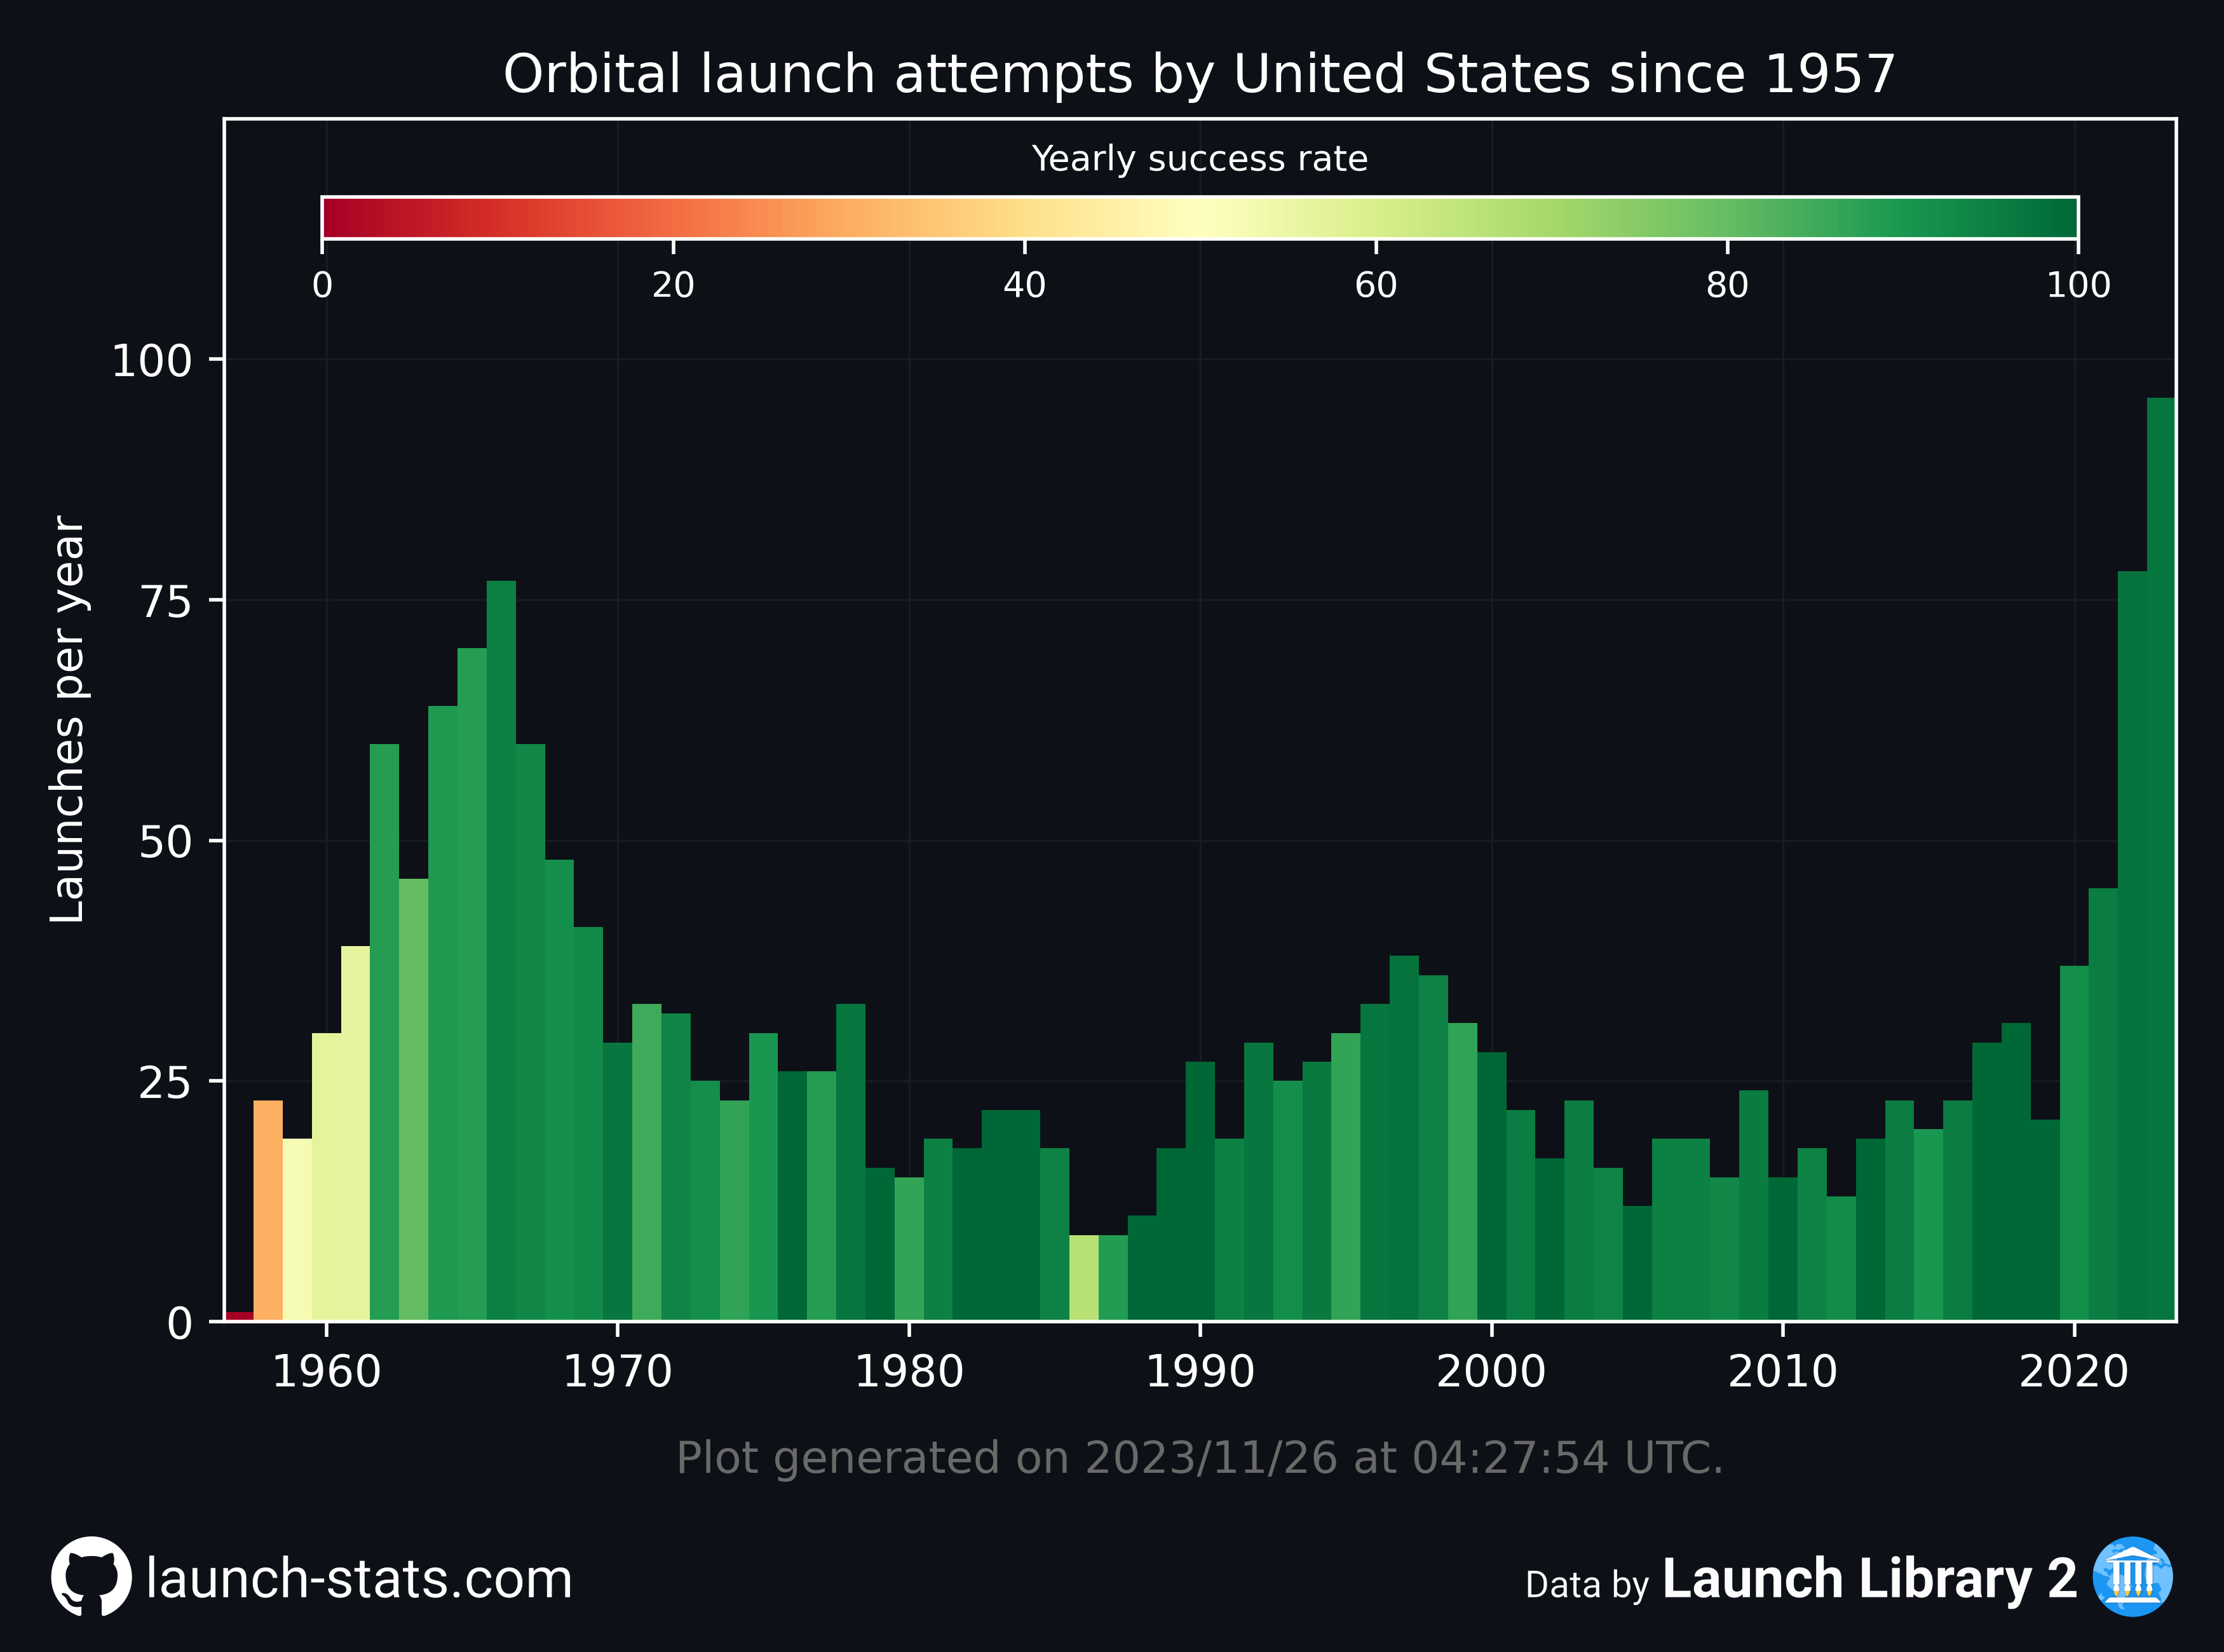 Orbital launch attempts by United States since 1957
Yearly success rate
0 20 40 60 80 100
Launches per year
100
75
50
25
0
1960 1970 1980 1990 2000 2010 2020
Plot generated on 2023/11/26 at 04:27:54 UTC.
launch-stats.com
Data by Launch Library 2